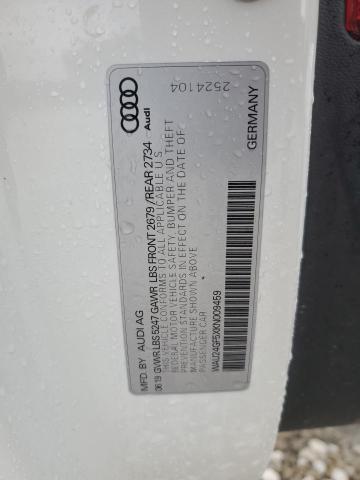 2524104
Audi
MFD. BY AUDI AG
06/19 GVWR LBS 5247 GAWR LBS FRONT 2679 / REAR 2734
THIS VEHICLE CONFORMS TO ALL APPLICABLE U S
FEDERAL MOTOR VEHICLE SAFETY, BUMPER AND THEFT
PREVENTION STANDARDS IN EFFECT ON THE DATE OF
MANUFACTURE SHOWN ABOVE.
PASSENGER CAR
WAU24GF5XKN009459
GERMANY